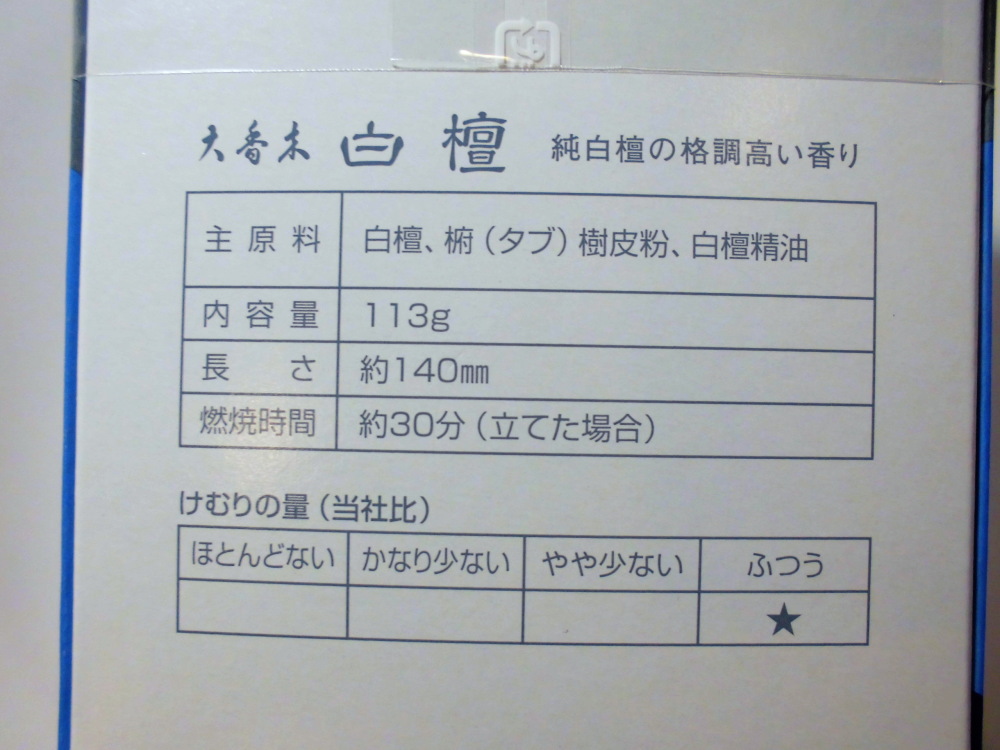 大香木 白檀 純白檀の格調高い香り
主原料 白檀、椨（タブ）樹皮粉、白檀精油
内容量 113g
長さ 約140㎜
燃焼時間 約30分（立てた場合）
けむりの量（当社比）
ほとんどない かなり少ない やや少ない ふつう
★